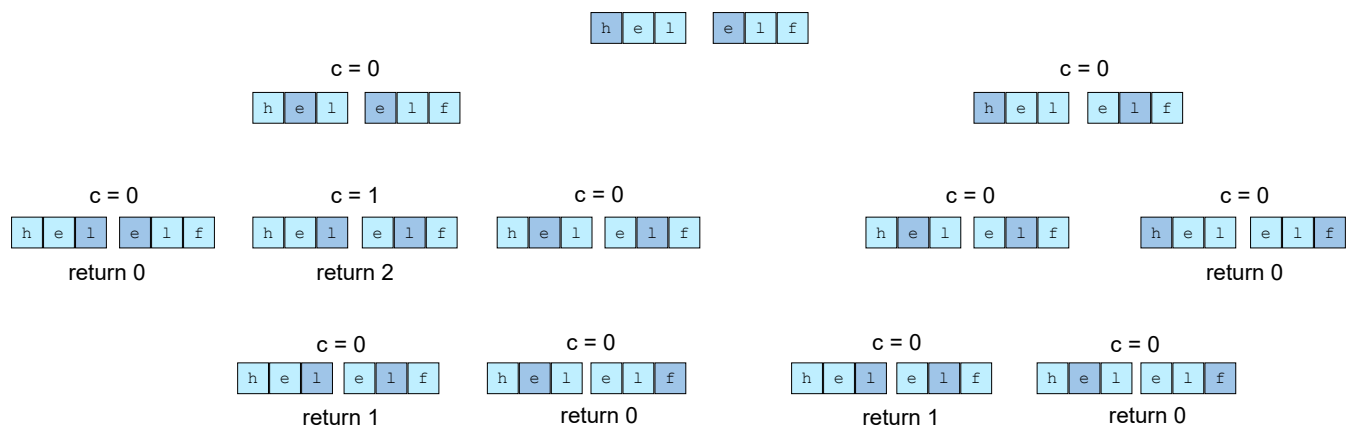 h e l e l f
c = 0 c = 0
h e l e l f h e l e l f
c = 0 c = 1 c = 0 c = 0 c = 0
h e l e l f h e l e l f h e l e l f h e l e l f h e l e l f
return 0 return 2 return 0
c = 0 c = 0 c = 0 c = 0
h e l e l f h e l e l f h e l e l f h e l e l f
return 1 return 0 return 1 return 0